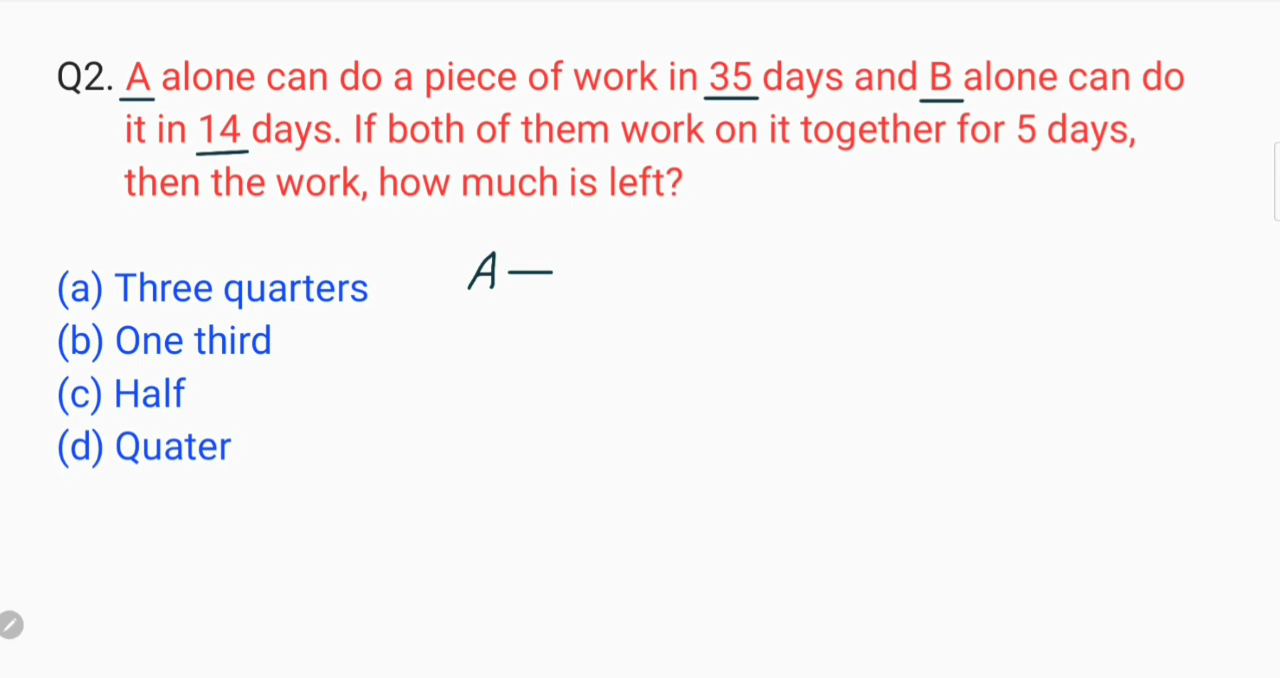 Q2. A alone can do a piece of work in 35 days and B alone can do
it in 14 days. If both of them work on it together for 5 days,
then the work, how much is left?
A —
(a) Three quarters
(b) One third
(c) Half
(d) Quater